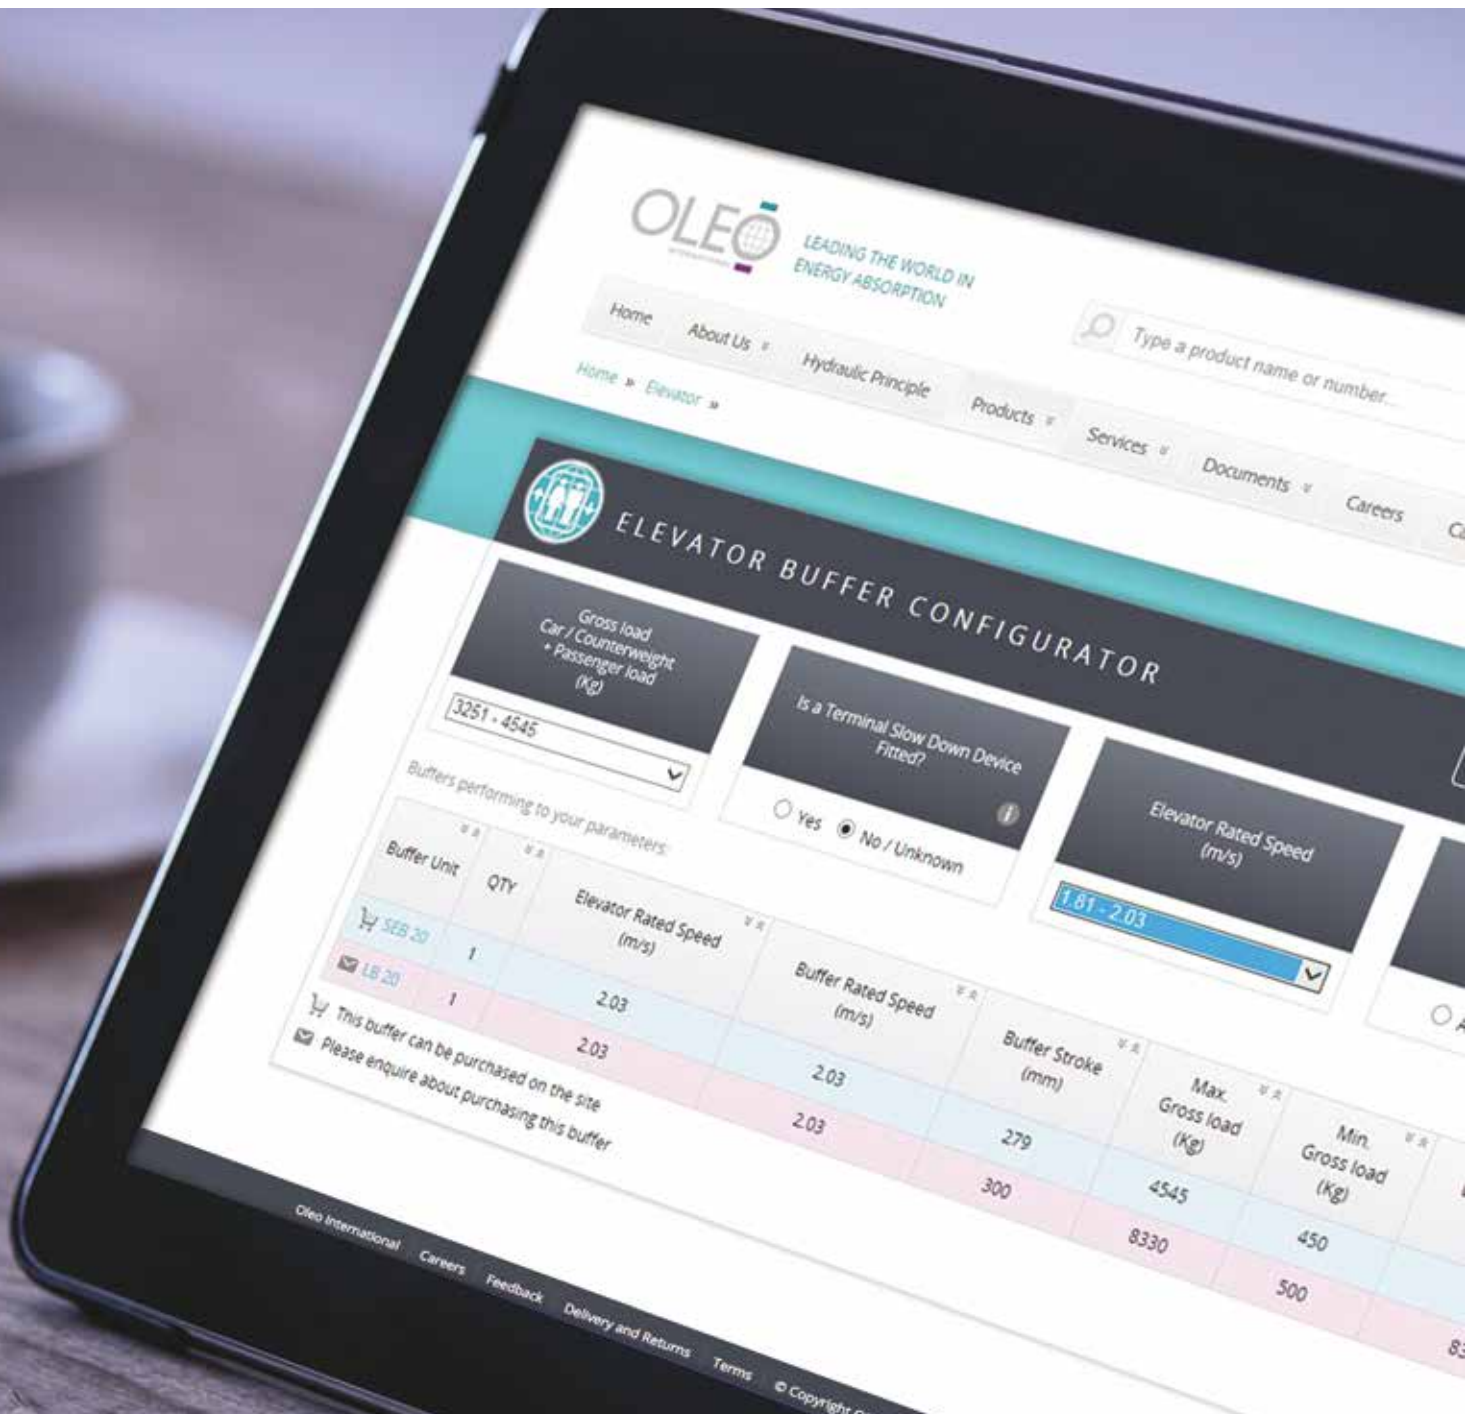 OLEO
INTERNATIONAL
LEADING THE WORLD IN
ENERGY ABSORPTION
Type a product name or number...
Home About Us Hydraulic Principle Products Services Documents Careers
Home » Elevator »
ELEVATOR BUFFER CONFIGURATOR
Gross load
Car / Counterweight
+ Passenger load
(Kg)
3251 - 4545
Is a Terminal Slow Down Device
Fitted?
i
Yes No / Unknown
Elevator Rated Speed
(m/s)
1.81 - 2.03
Buffers performing to your parameters:
Buffer Unit
QTY
Elevator Rated Speed
(m/s)
Buffer Rated Speed
(m/s)
Buffer Stroke
(mm)
Max.
Gross load
(Kg)
Min.
Gross load
(Kg)
SEB 20 1 2.03 2.03 279 4545 450
LB 20 1 2.03 2.03 300 8330 500
This buffer can be purchased on the site
Please enquire about purchasing this buffer
Oleo International Careers Feedback Delivery and Returns Terms © Copyright